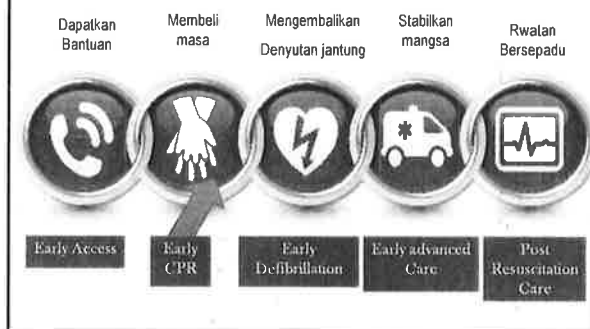 Dapatkan
Bantuan
Membeli
masa
Mengembalikan
Denyutan jantung
Stabilkan
mangsa
Rwatan
Bersepadu
Early Access
Early
CPR
Early
Defibrillation
Early advanced
Care
Post
Resuscitation
Care